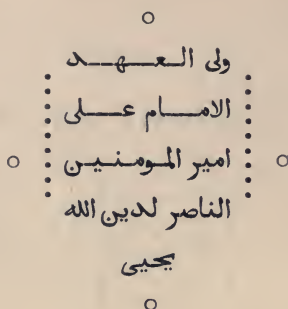 ولى العهد
الامام على
امير المومنين
الناصر لدين الله
يحيى